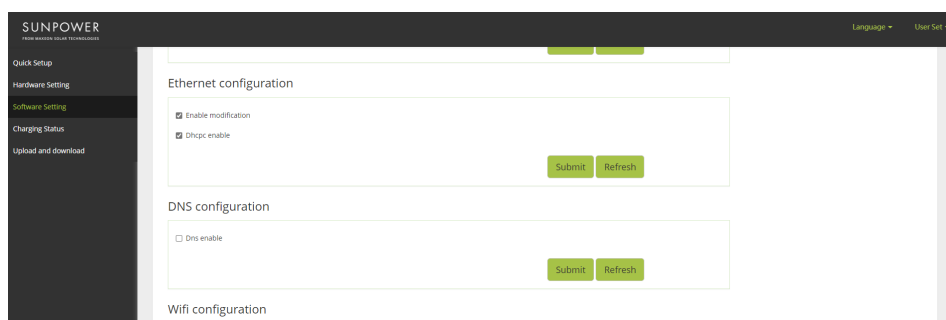 SUNPOWER
FROM MAXEON SOLAR TECHNOLOGIES
Language
User Set
Quick Setup
Hardware Setting
Software Setting
Charging Status
Upload and download
Ethernet configuration
Enable modification
Dhcpc enable
Submit Refresh
DNS configuration
Dns enable
Submit Refresh
Wifi configuration